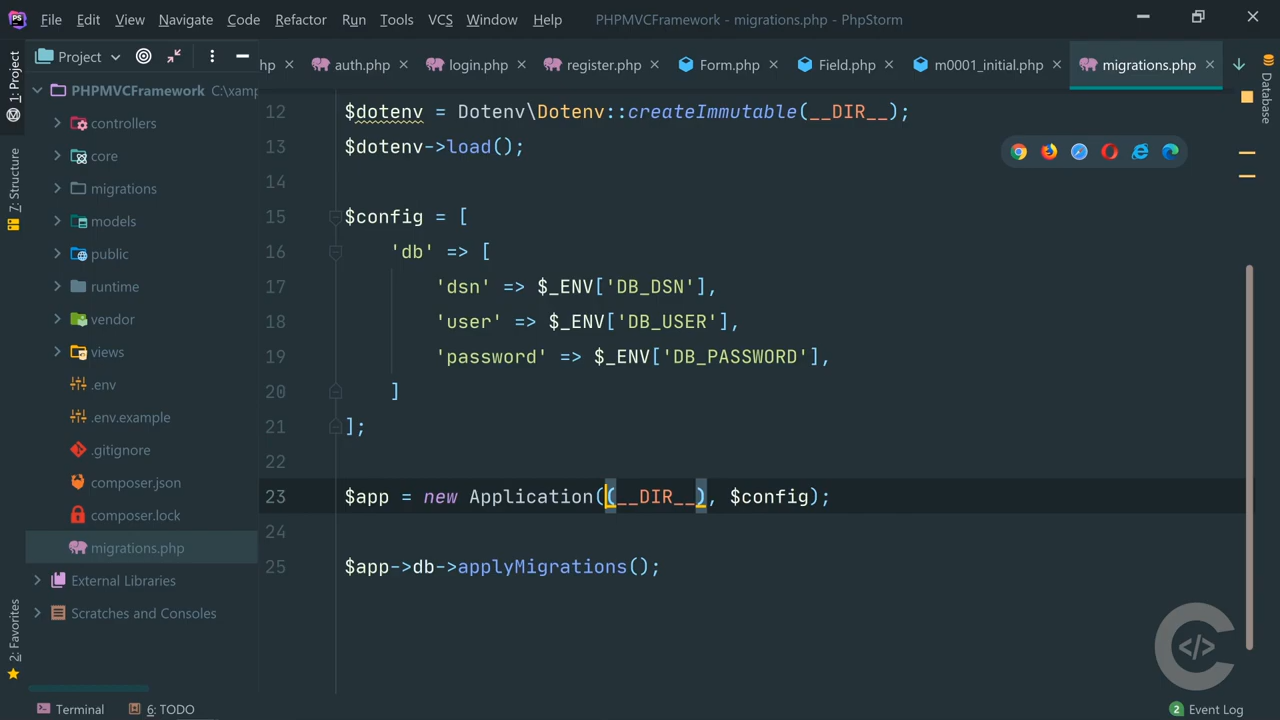 PS File Edit View Navigate Code Refactor Run Tools VCS Window Help PHPMVCFramework - migrations.php - PhpStorm
Project hp auth.php login.php register.php Form.php Field.php m0001_initial.php migrations.php
1: Project
7: Structure
2: Favorites
Database
PHPMVCFramework C:\xamp
controllers
core
migrations
models
public
runtime
vendor
views
.env
.env.example
.gitignore
composer.json
composer.lock
migrations.php
External Libraries
Scratches and Consoles
12 $dotenv = Dotenv\Dotenv::createImmutable(__DIR__);
13 $dotenv->load();
14
15 $config = [
16 'db' => [
17 'dsn' => $_ENV['DB_DSN'],
18 'user' => $_ENV['DB_USER'],
19 'password' => $_ENV['DB_PASSWORD'],
20 ]
21 ];
22
23 $app = new Application((__DIR__), $config);
24
25 $app->db->applyMigrations();
</>
Terminal 6: TODO 2 Event Log